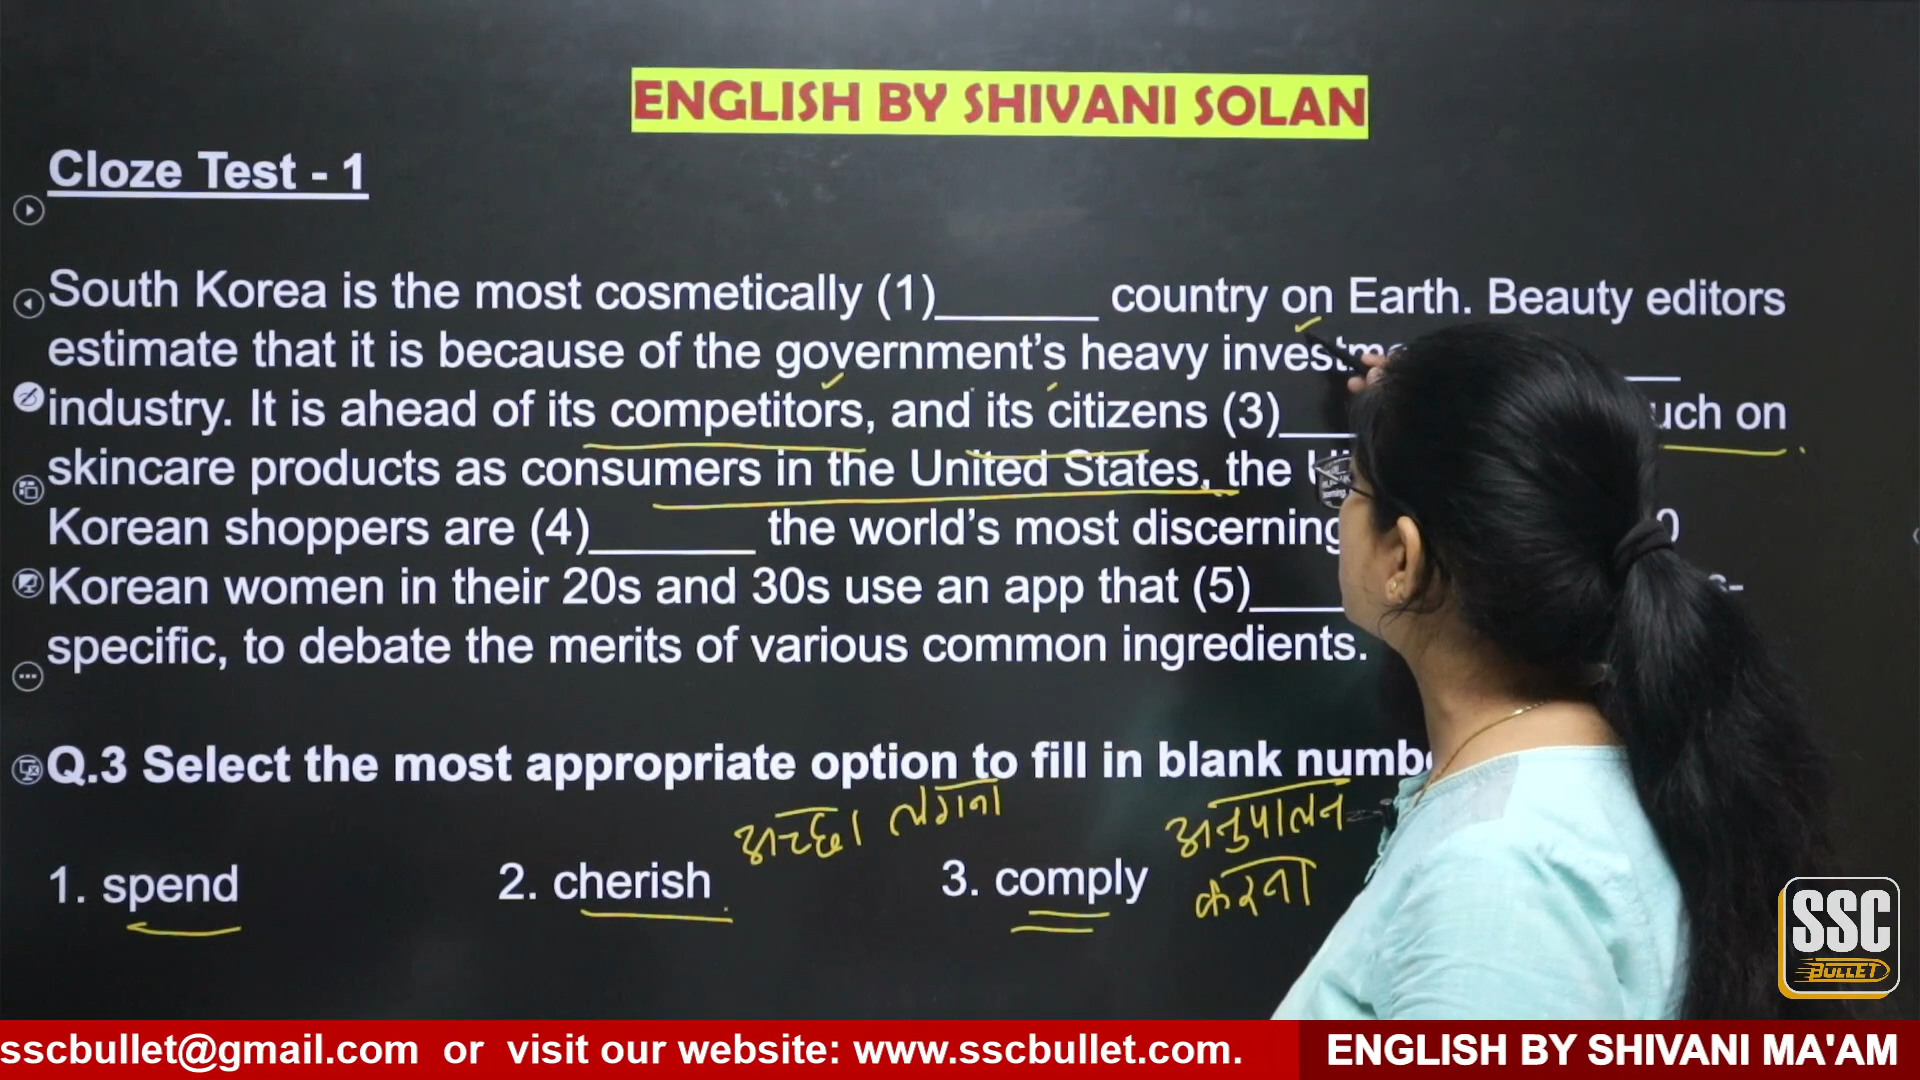 ENGLISH BY SHIVANI SOLAN
Cloze Test - 1
South Korea is the most cosmetically (1)_______ country on Earth. Beauty editors
estimate that it is because of the government's heavy
industry. It is ahead of its competitors, and its citizens (3)____ on
skincare products as consumers in the United States, the
Korean shoppers are (4)_______ the world's most discerning
Korean women in their 20s and 30s use an app that (5)____
specific, to debate the merits of various common ingredients.
Q.3 Select the most appropriate option to fill in blank
अच्छा लगना अनुपालन
करना
1. spend 2. cherish 3. comply
SSC
BULLET
sscbullet@gmail.com or visit our website: www.sscbullet.com.
ENGLISH BY SHIVANI MA'AM